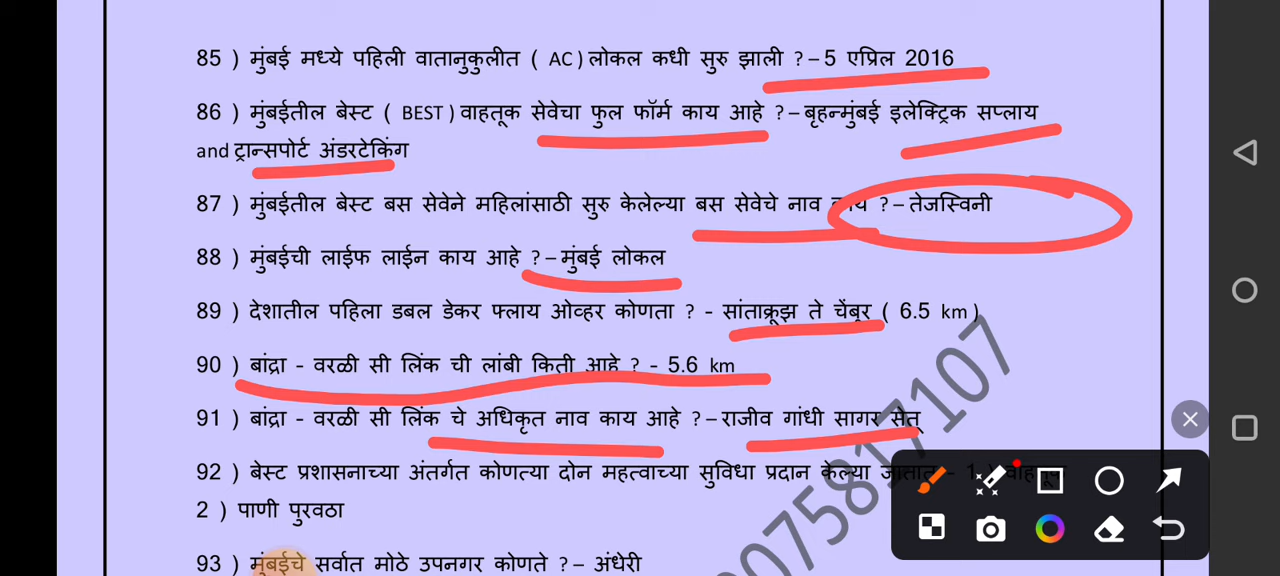 85 ) मुंबई मध्ये पहिली वातानुकुलीत ( AC ) लोकल कधी सुरु झाली ? – 5 एप्रिल 2016
86 ) मुंबईतील बेस्ट ( BEST ) वाहतूक सेवेचा फुल फॉर्म काय आहे ? – बृहन्मुंबई इलेक्ट्रिक सप्लाय
and ट्रान्सपोर्ट अंडरटेकिंग
87 ) मुंबईतील बेस्ट बस सेवेने महिलांसाठी सुरु केलेल्या बस सेवेचे नाव काय ? – तेजस्विनी
88 ) मुंबईची लाईफ लाईन काय आहे ? – मुंबई लोकल
89 ) देशातील पहिला डबल डेकर फ्लाय ओव्हर कोणता ? - सांताक्रूझ ते चेंबूर ( 6.5 km )
90 ) बांद्रा - वरळी सी लिंक ची लांबी किती आहे ? - 5.6 km
91 ) बांद्रा - वरळी सी लिंक चे अधिकृत नाव काय आहे ? – राजीव गांधी सागर सेतू
92 ) बेस्ट प्रशासनाच्या अंतर्गत कोणत्या दोन महत्वाच्या सुविधा प्रदान केल्या जातात – 1 ) वाहतूक
2 ) पाणी पुरवठा
93 ) मुंबईचे सर्वात मोठे उपनगर कोणते ? – अंधेरी